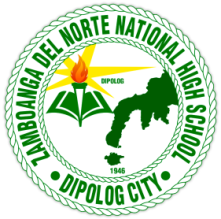 ZAMBOANGA DEL NORTE NATIONAL HIGH SCHOOL
DIPOLOG
1946
• DIPOLOG CITY •